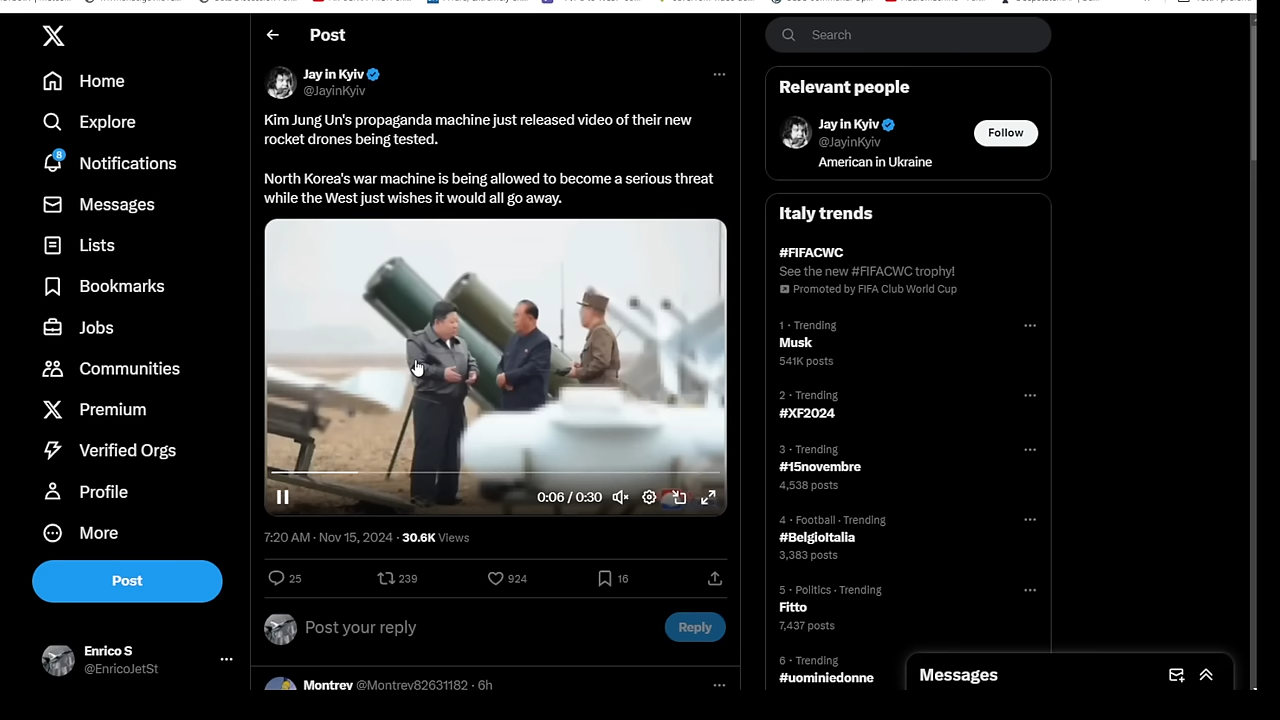 Post
Search
Home
Explore
8
Notifications
Messages
Lists
Bookmarks
Jobs
Communities
Premium
Verified Orgs
Profile
More
Post
Enrico S
@EnricoJetSt
Jay in Kyiv
@JayinKyiv
Kim Jung Un's propaganda machine just released video of their new
rocket drones being tested.
North Korea's war machine is being allowed to become a serious threat
while the West just wishes it would all go away.
0:06 / 0:30
7:20 AM · Nov 15, 2024 · 30.6K Views
25
239
924
16
Post your reply
Reply
Montrey @Montrey82631182 · 6h
Relevant people
Jay in Kyiv
@JayinKyiv
Follow
American in Ukraine
Italy trends
#FIFACWC
See the new #FIFACWC trophy!
Promoted by FIFA Club World Cup
1 · Trending
Musk
541K posts
2 · Trending
#XF2024
3 · Trending
#15novembre
4,538 posts
4 · Football · Trending
#BelgioItalia
3,383 posts
5 · Politics · Trending
Fitto
7,437 posts
6 · Trending
#uominiedonne
Messages